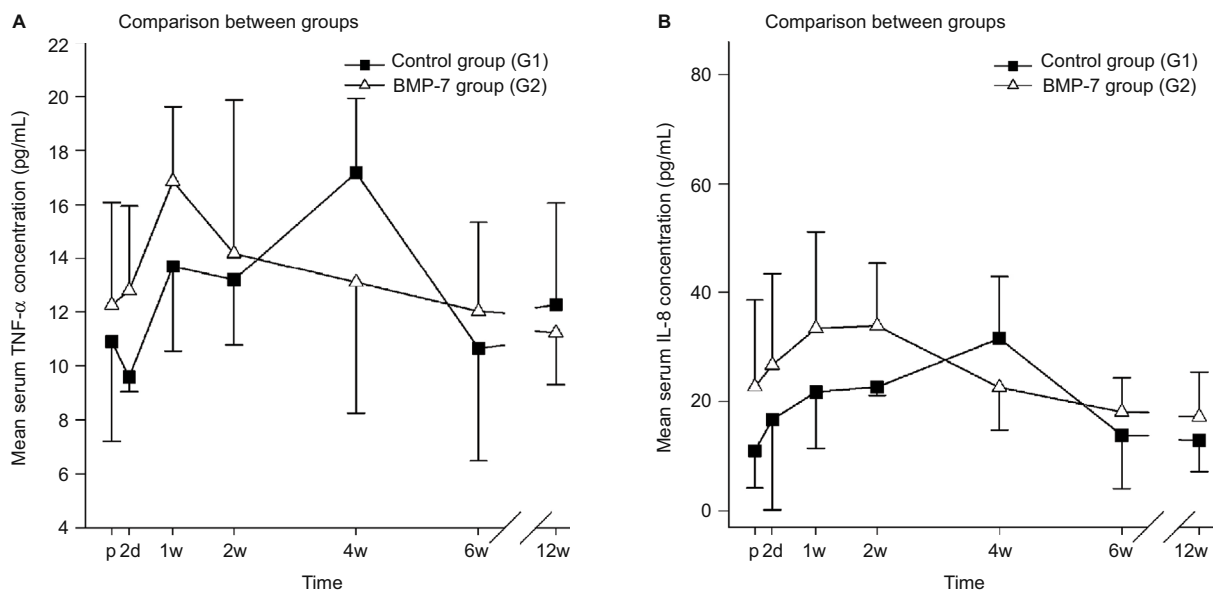 A Comparison between groups
Mean serum TNF-α concentration (pg/mL)
22
20
18
16
14
12
10
8
6
4
Control group (G1)
BMP-7 group (G2)
p 2d 1w 2w 4w 6w 12w
Time
B Comparison between groups
Mean serum IL-8 concentration (pg/mL)
80
60
40
20
0
Control group (G1)
BMP-7 group (G2)
p 2d 1w 2w 4w 6w 12w
Time